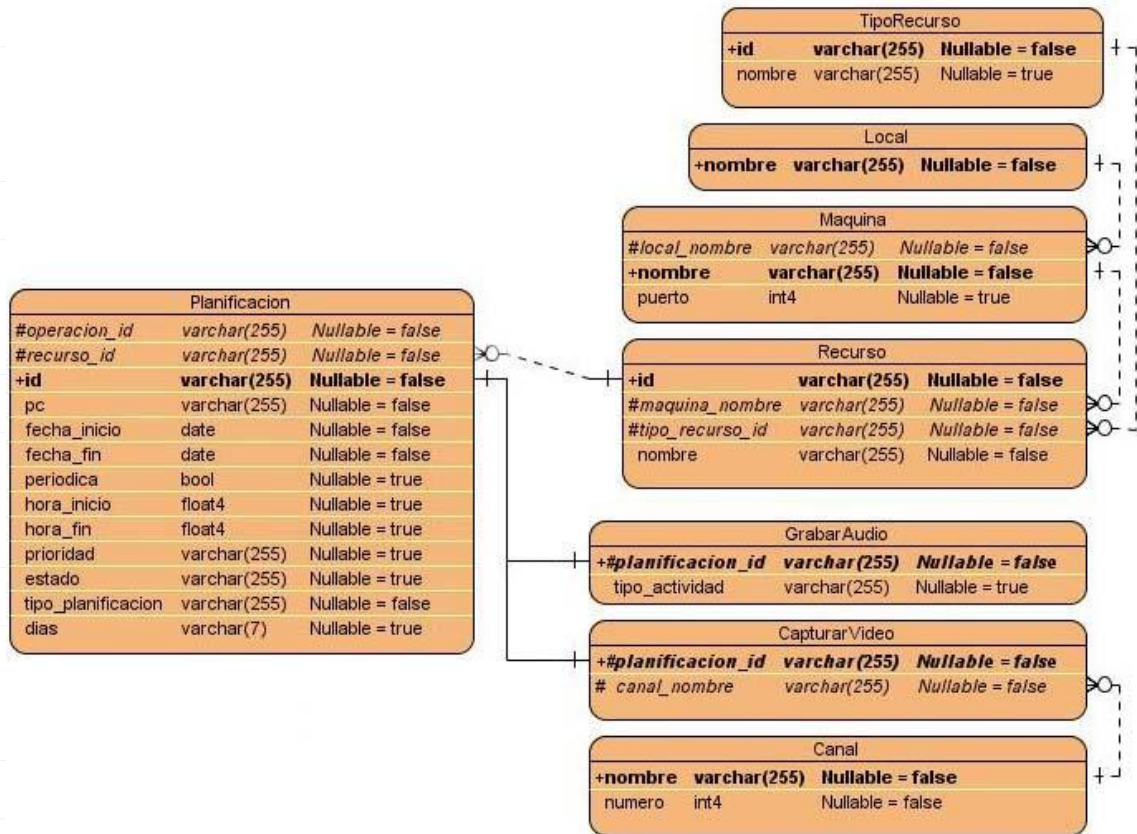 TipoRecurso
+id varchar(255) Nullable = false
nombre varchar(255) Nullable = true
Local
+nombre varchar(255) Nullable = false
Maquina
#local_nombre varchar(255) Nullable = false
+nombre varchar(255) Nullable = false
puerto int4 Nullable = true
Planificacion
#operacion_id varchar(255) Nullable = false
#recurso_id varchar(255) Nullable = false
+id varchar(255) Nullable = false
pc varchar(255) Nullable = false
fecha_inicio date Nullable = false
fecha_fin date Nullable = false
periodica bool Nullable = true
hora_inicio float4 Nullable = true
hora_fin float4 Nullable = true
prioridad varchar(255) Nullable = true
estado varchar(255) Nullable = true
tipo_planificacion varchar(255) Nullable = false
dias varchar(7) Nullable = true
Recurso
+id varchar(255) Nullable = false
#maquina_nombre varchar(255) Nullable = false
#tipo_recurso_id varchar(255) Nullable = false
nombre varchar(255) Nullable = false
GrabarAudio
+#planificacion_id varchar(255) Nullable = false
tipo_actividad varchar(255) Nullable = true
CapturarVideo
+#planificacion_id varchar(255) Nullable = false
# canal_nombre varchar(255) Nullable = false
Canal
+nombre varchar(255) Nullable = false
numero int4 Nullable = false